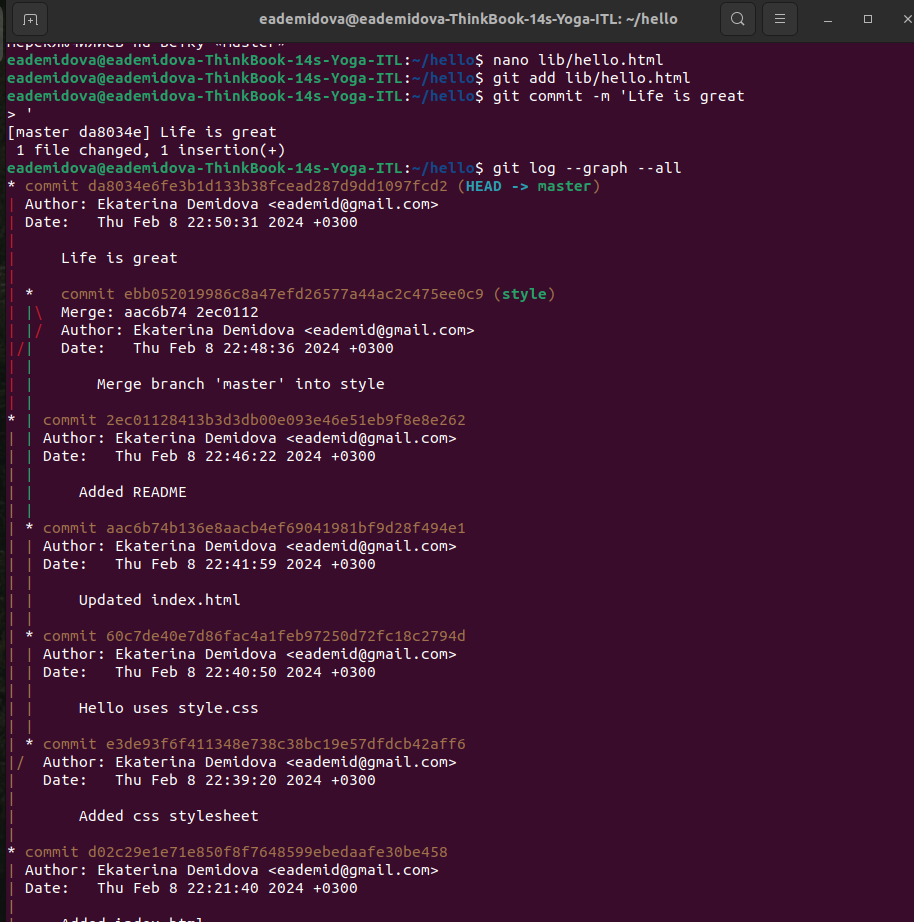 eademidova@eademidova-ThinkBook-14s-Yoga-ITL: ~/hello
Переключились на ветку «master»
eademidova@eademidova-ThinkBook-14s-Yoga-ITL:~/hello$ nano lib/hello.html
eademidova@eademidova-ThinkBook-14s-Yoga-ITL:~/hello$ git add lib/hello.html
eademidova@eademidova-ThinkBook-14s-Yoga-ITL:~/hello$ git commit -m 'Life is great
> '
[master da8034e] Life is great
 1 file changed, 1 insertion(+)
eademidova@eademidova-ThinkBook-14s-Yoga-ITL:~/hello$ git log --graph --all
* commit da8034e6fe3b1d133b38fcead287d9dd1097fcd2 (HEAD -> master)
| Author: Ekaterina Demidova <eademid@gmail.com>
| Date:   Thu Feb 8 22:50:31 2024 +0300
|
|     Life is great
|
| *   commit ebb052019986c8a47efd26577a44ac2c475ee0c9 (style)
| |\  Merge: aac6b74 2ec0112
| |/  Author: Ekaterina Demidova <eademid@gmail.com>
|/|   Date:   Thu Feb 8 22:48:36 2024 +0300
| |
| |       Merge branch 'master' into style
| |
* | commit 2ec01128413b3d3db00e093e46e51eb9f8e8e262
| | Author: Ekaterina Demidova <eademid@gmail.com>
| | Date:   Thu Feb 8 22:46:22 2024 +0300
| |
| |     Added README
| |
| * commit aac6b74b136e8aacb4ef69041981bf9d28f494e1
| | Author: Ekaterina Demidova <eademid@gmail.com>
| | Date:   Thu Feb 8 22:41:59 2024 +0300
| |
| |     Updated index.html
| |
| * commit 60c7de40e7d86fac4a1feb97250d72fc18c2794d
| | Author: Ekaterina Demidova <eademid@gmail.com>
| | Date:   Thu Feb 8 22:40:50 2024 +0300
| |
| |     Hello uses style.css
| |
| * commit e3de93f6f411348e738c38bc19e57dfdcb42aff6
|/  Author: Ekaterina Demidova <eademid@gmail.com>
|   Date:   Thu Feb 8 22:39:20 2024 +0300
|
|       Added css stylesheet
|
* commit d02c29e1e71e850f8f7648599ebedaafe30be458
| Author: Ekaterina Demidova <eademid@gmail.com>
| Date:   Thu Feb 8 22:21:40 2024 +0300
|
|     Added index.html